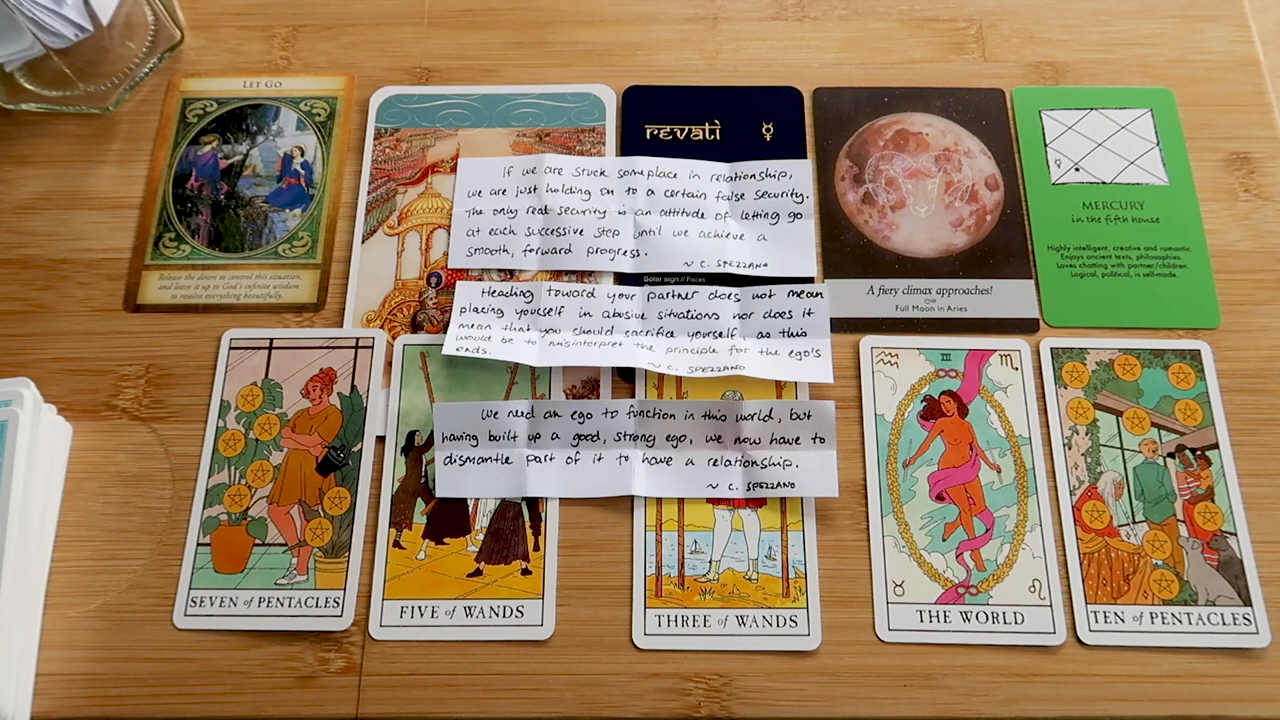 LET GO
Release the desire to control this situation,
and leave it up to God's infinite wisdom
to resolve everything beautifully.
revati
If we are stuck someplace in relationship,
we are just holding on to a certain false security.
The only real security is an attitude of letting go
at each successive step until we achieve a
smooth, forward progress.
~ C. SPEZZANO
Solar sign // Pisces
A fiery climax approaches!
Full Moon in Aries
MERCURY
in the fifth house
Highly intelligent, creative and romantic.
Enjoys ancient texts, philosophies.
Loves chatting with partner/children.
Logical, political, is self-made.
Heading toward your partner does not mean
placing yourself in abusive situations nor does it
mean that you should sacrifice yourself, as this
would be to misinterpret the principle for the ego's
ends.
~ C. SPEZZANO
We need an ego to function in this world, but
having built up a good, strong ego, we now have to
dismantle part of it to have a relationship.
~ C. SPEZZANO
SEVEN of PENTACLES
FIVE of WANDS
THREE of WANDS
XXI
THE WORLD
TEN of PENTACLES